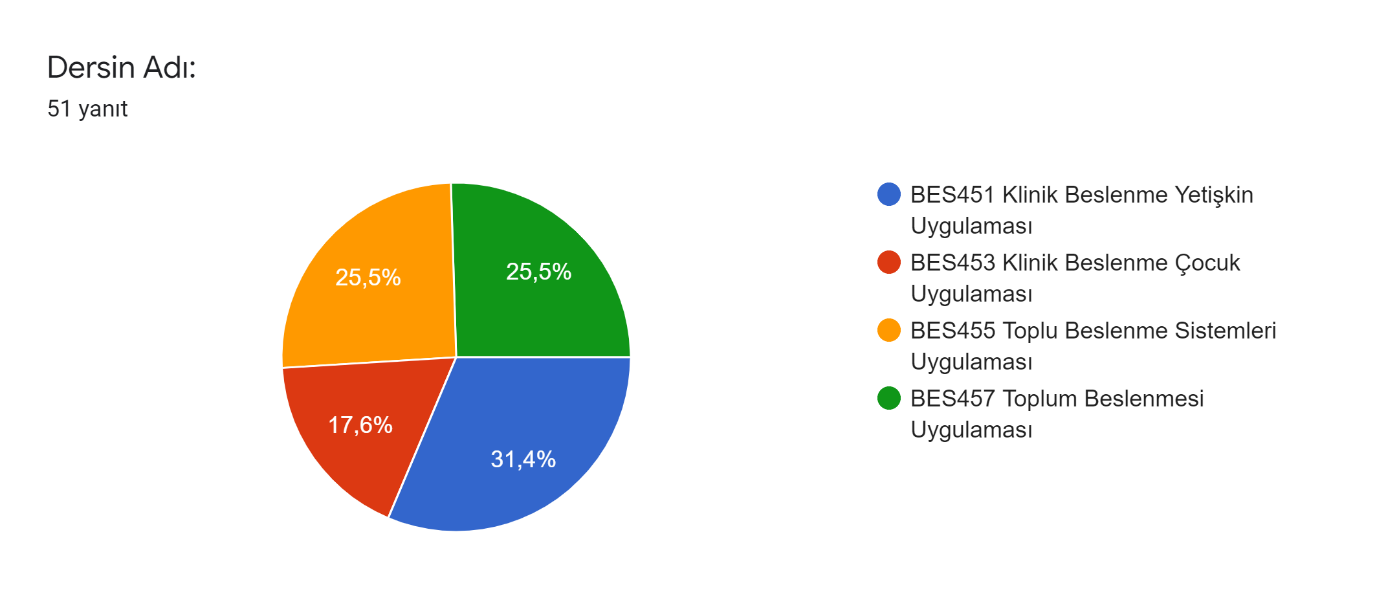 Dersin Adı:
51 yanıt
25,5%
25,5%
17,6%
31,4%
BES451 Klinik Beslenme Yetişkin
Uygulaması
BES453 Klinik Beslenme Çocuk
Uygulaması
BES455 Toplu Beslenme Sistemleri
Uygulaması
BES457 Toplum Beslenmesi
Uygulaması